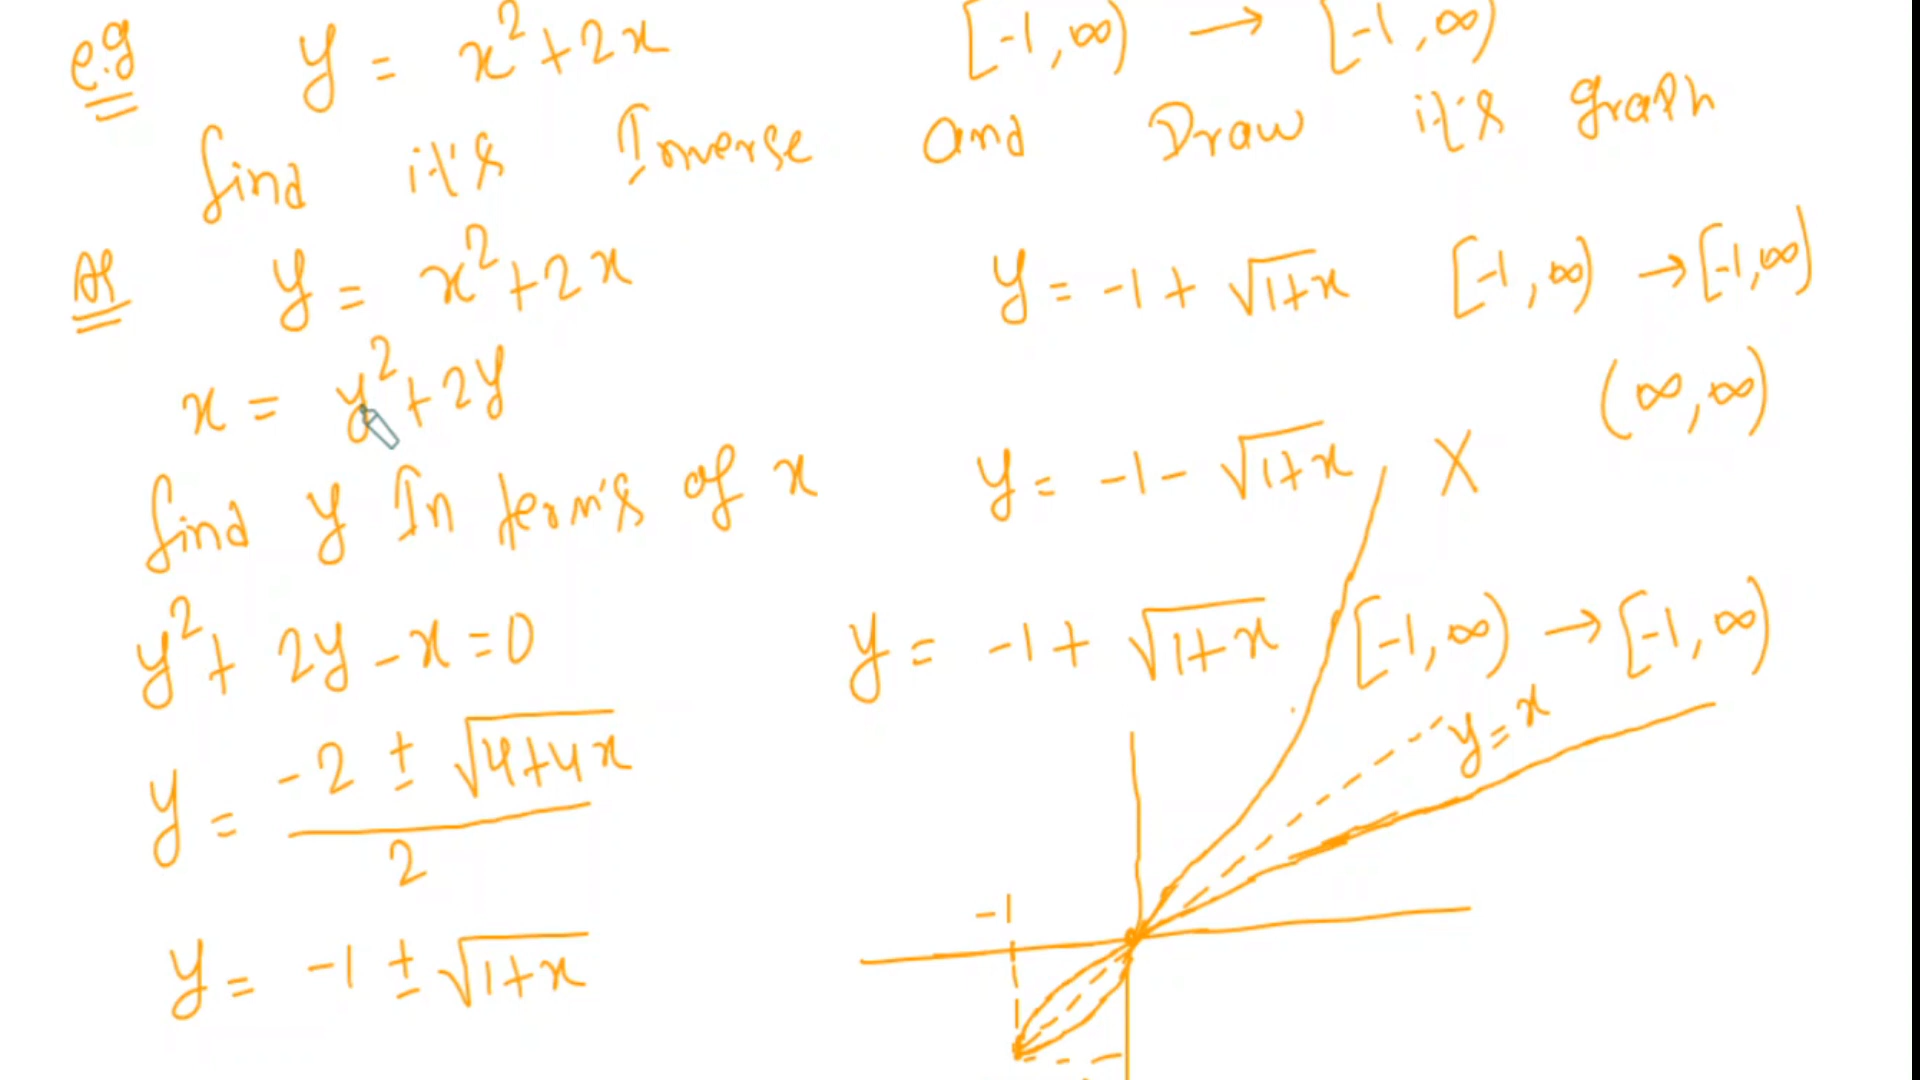 e.g y = x²+2x [-1,∞) → [-1,∞)
find it's Inverse and Draw it's graph
y = x²+2x
x = y²+2y
find y In term's of x
y²+ 2y -x =0
y = -2 ± √4+4x / 2
y = -1 ± √1+x
y = -1 + √1+x [-1,∞) → [-1,∞)
(∞,∞)
y = -1 - √1+x X
y = -1 + √1+x [-1,∞) → [-1,∞)
y=x
-1